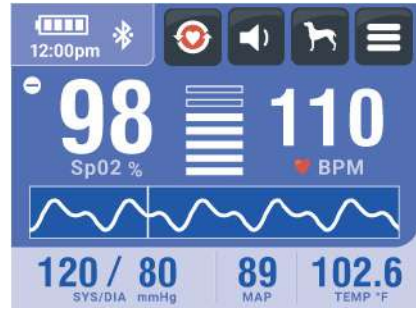 12:00pm
98 110
Sp02 % BPM
120 / 80 89 102.6
SYS/DIA mmHg MAP TEMP °F